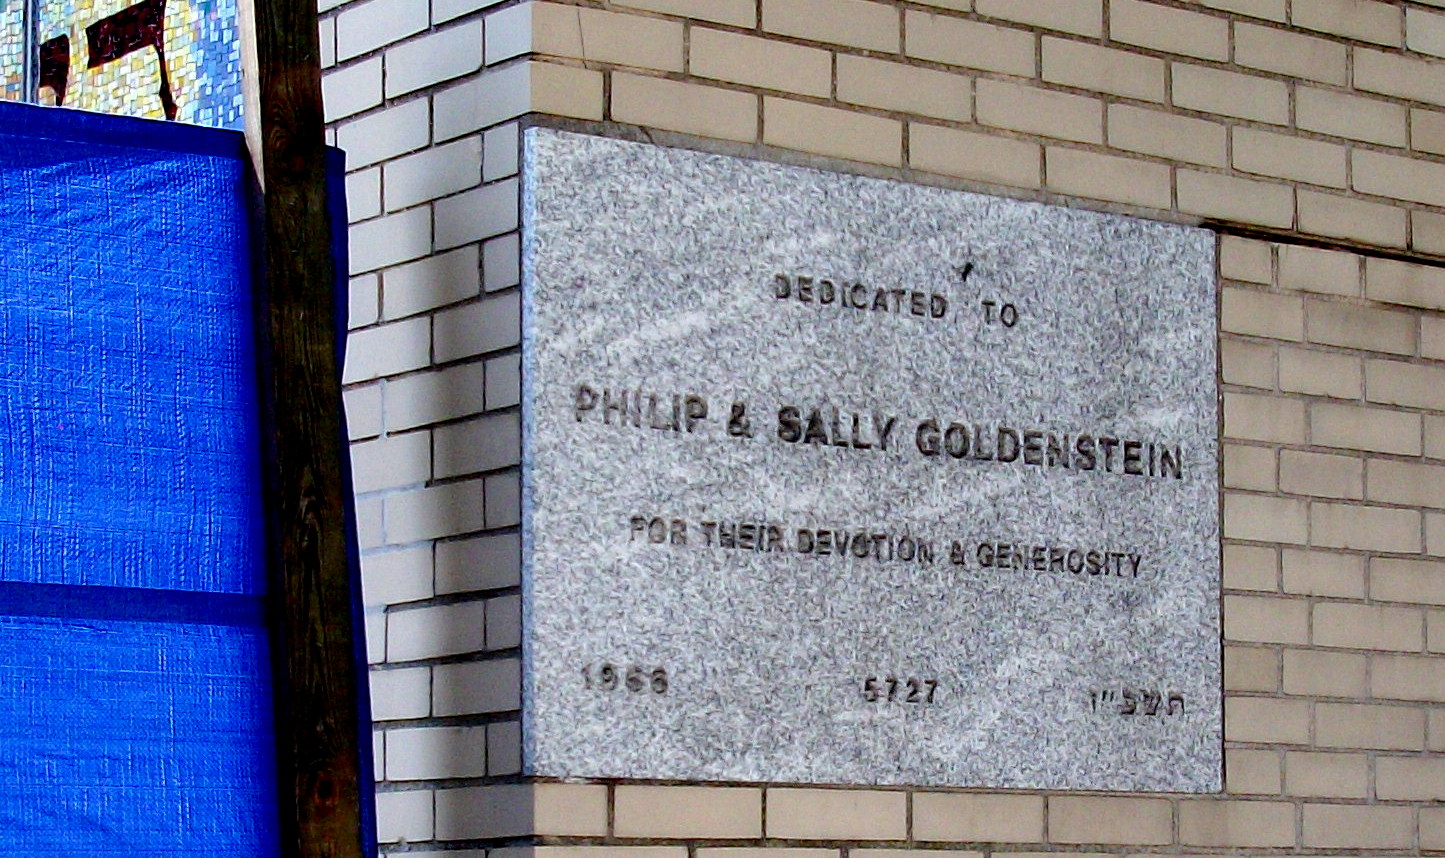 DEDICATED TO
PHILIP & SALLY GOLDENSTEIN
FOR THEIR DEVOTION & GENEROSITY
1966 5727 תשכ"ז